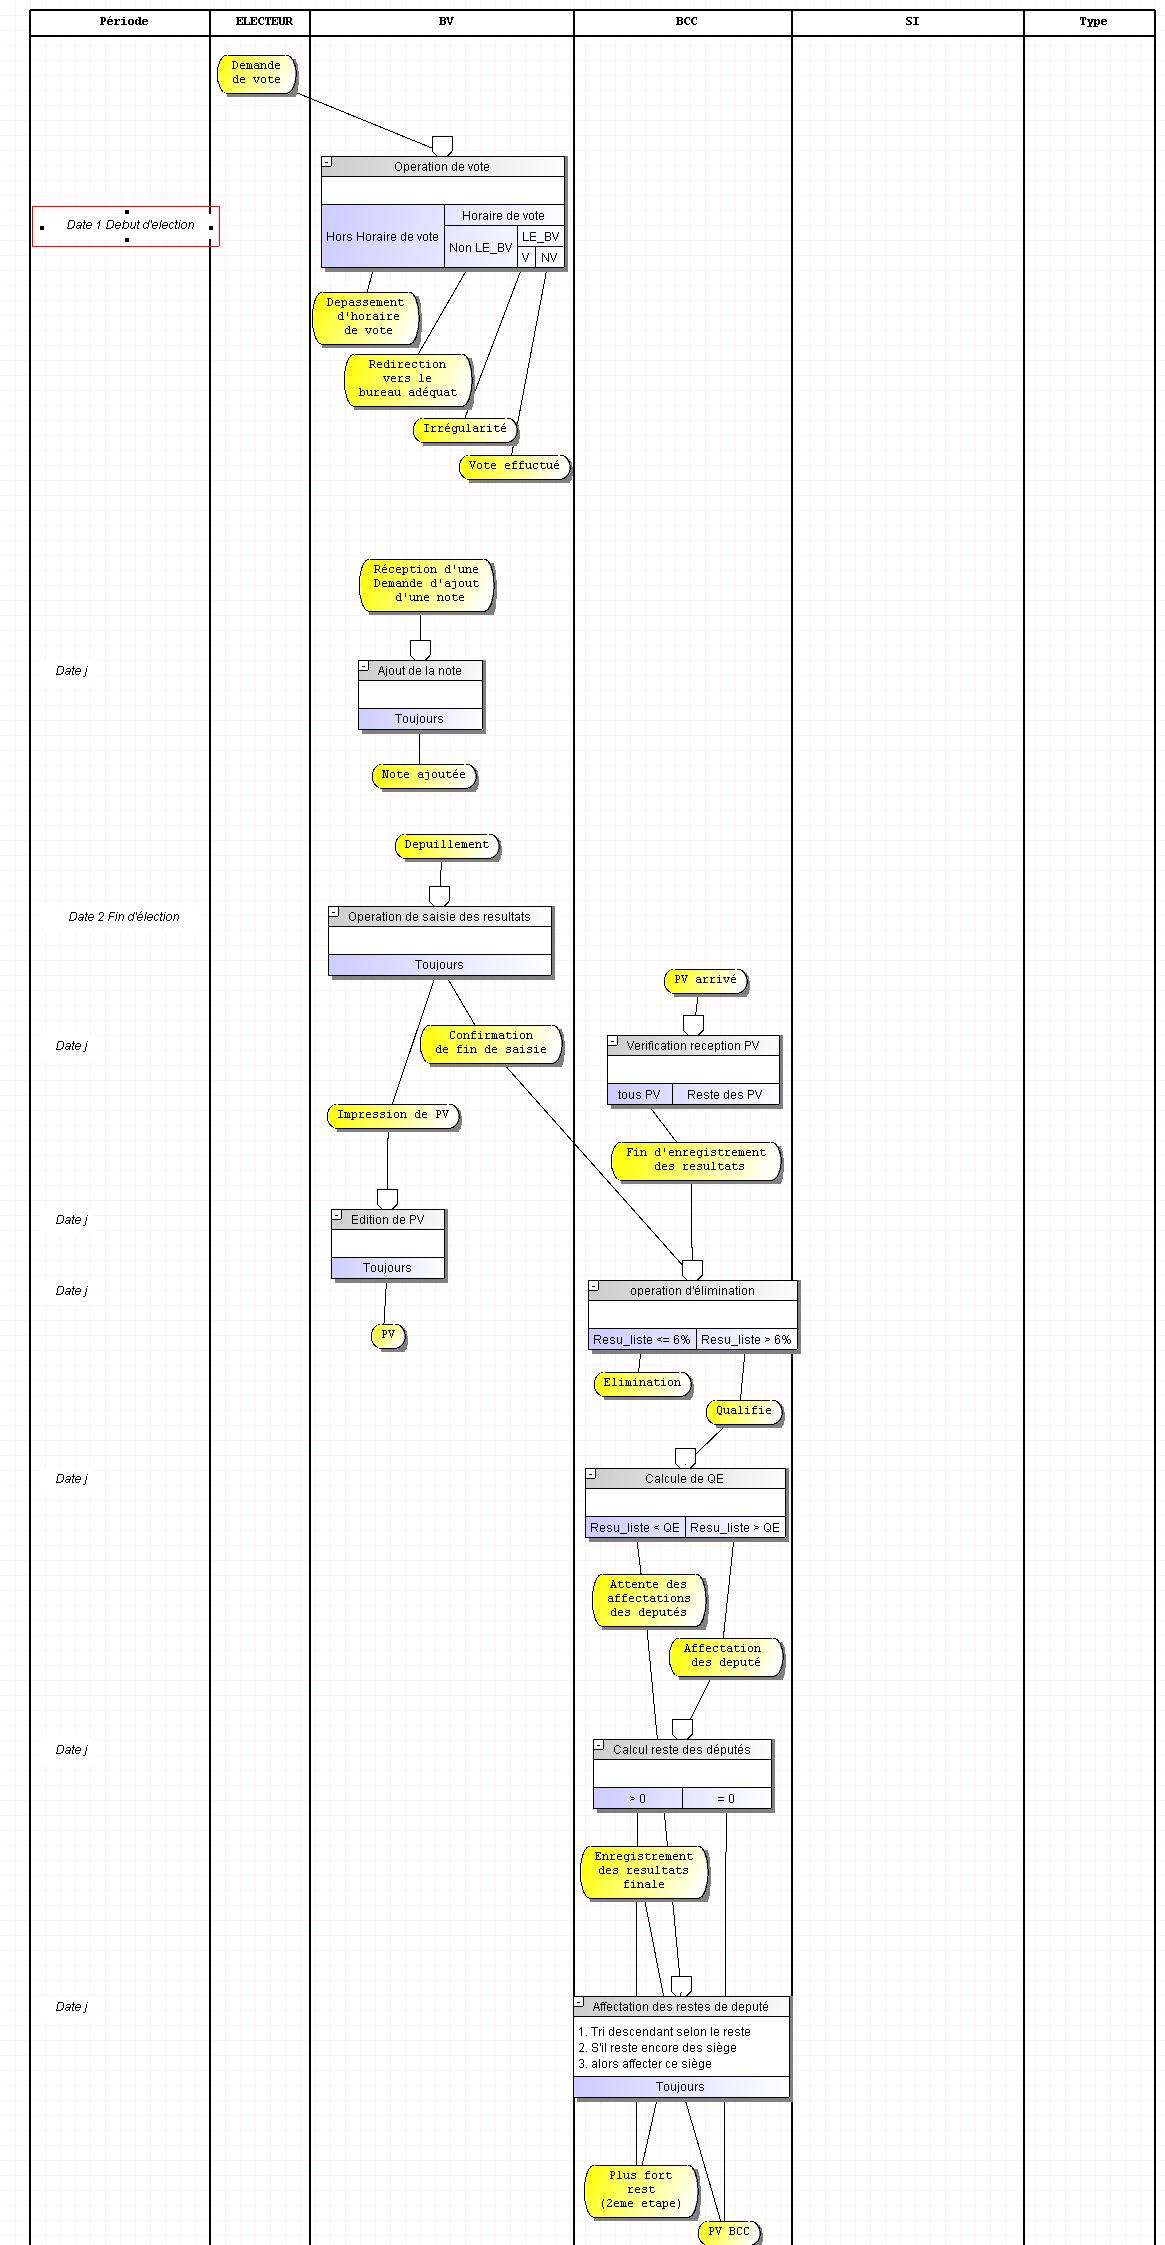 Période ELECTEUR BV BCC SI Type
Demande
de vote
Operation de vote
Date 1 Debut d'election
Hors Horaire de vote
Horaire de vote
Non LE_BV
LE_BV
V NV
Depassement
d'horaire
de vote
Redirection
vers le
bureau adéquat
Irrégularité
Vote effuctué
Réception d'une
Demande d'ajout
d'une note
Date j
Ajout de la note
Toujours
Note ajoutée
Depuillement
Date 2 Fin d'élection
Operation de saisie des resultats
Toujours
PV arrivé
Confirmation
de fin de saisie
Date j
Verification reception PV
tous PV Reste des PV
Impression de PV
Fin d'enregistrement
des resultats
Date j
Edition de PV
Toujours
PV
Date j
operation d'élimination
Resu_liste <= 6% Resu_liste > 6%
Elimination
Qualifie
Date j
Calcule de QE
Resu_liste < QE Resu_liste > QE
Attente des
affectations
des deputés
Affectation
des deputé
Date j
Calcul reste des députés
> 0 = 0
Enregistrement
des resultats
finale
Date j
Affectation des restes de deputé
1. Tri descendant selon le reste
2. S'il reste encore des siège
3. alors affecter ce siège
Toujours
Plus fort
rest
(2eme etape)
PV BCC